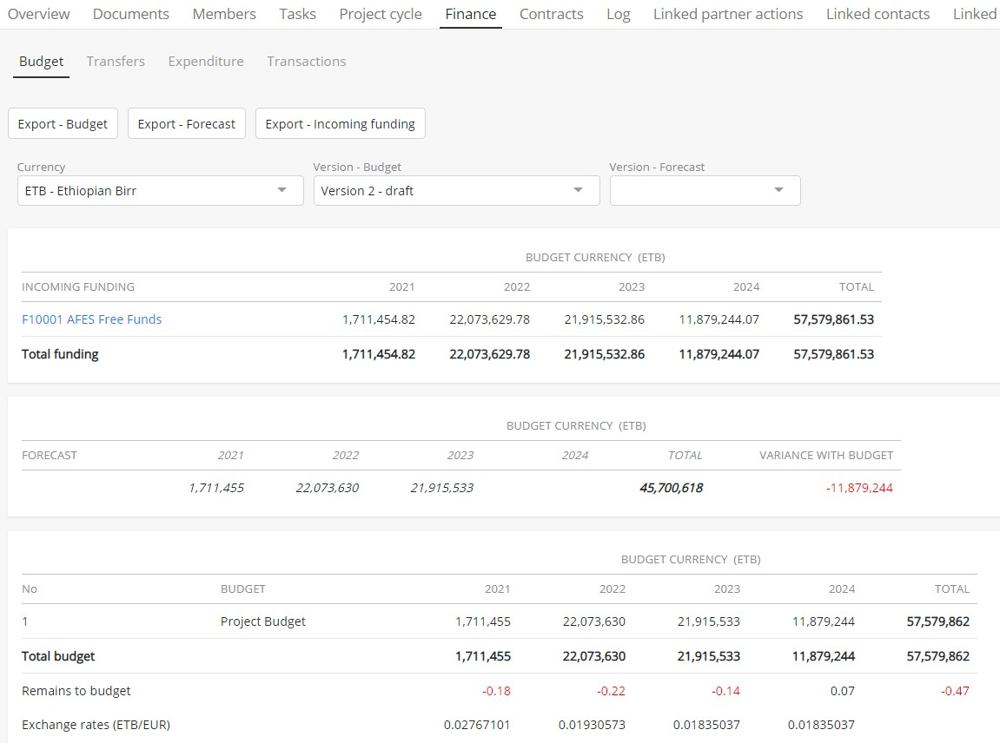 Overview Documents Members Tasks Project cycle Finance Contracts Log Linked partner actions Linked contacts Linked
Budget Transfers Expenditure Transactions
Export - Budget Export - Forecast Export - Incoming funding
Currency Version - Budget Version - Forecast
ETB - Ethiopian Birr Version 2 - draft
BUDGET CURRENCY (ETB)
INCOMING FUNDING 2021 2022 2023 2024 TOTAL
F10001 AFES Free Funds 1,711,454.82 22,073,629.78 21,915,532.86 11,879,244.07 57,579,861.53
Total funding 1,711,454.82 22,073,629.78 21,915,532.86 11,879,244.07 57,579,861.53
BUDGET CURRENCY (ETB)
FORECAST 2021 2022 2023 2024 TOTAL VARIANCE WITH BUDGET
1,711,455 22,073,630 21,915,533 45,700,618 -11,879,244
BUDGET CURRENCY (ETB)
No BUDGET 2021 2022 2023 2024 TOTAL
1 Project Budget 1,711,455 22,073,630 21,915,533 11,879,244 57,579,862
Total budget 1,711,455 22,073,630 21,915,533 11,879,244 57,579,862
Remains to budget -0.18 -0.22 -0.14 0.07 -0.47
Exchange rates (ETB/EUR) 0.02767101 0.01930573 0.01835037 0.01835037